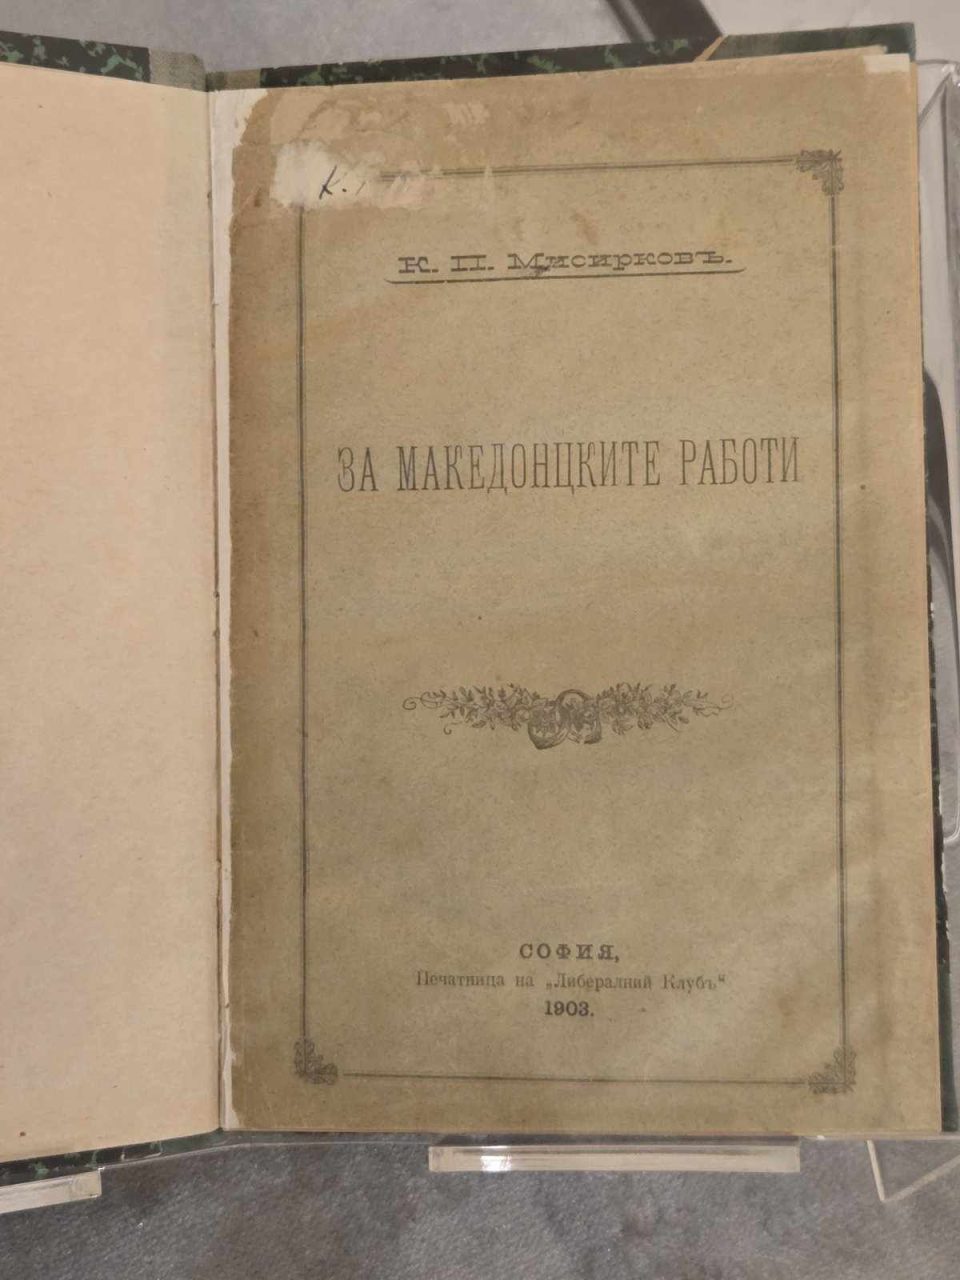 К.
К. П. Мисирковъ.
ЗА МАКЕДОНЦКИТЕ РАБОТИ
СОФИЯ,
Печатница на „Либералний Клубъ“
1903.